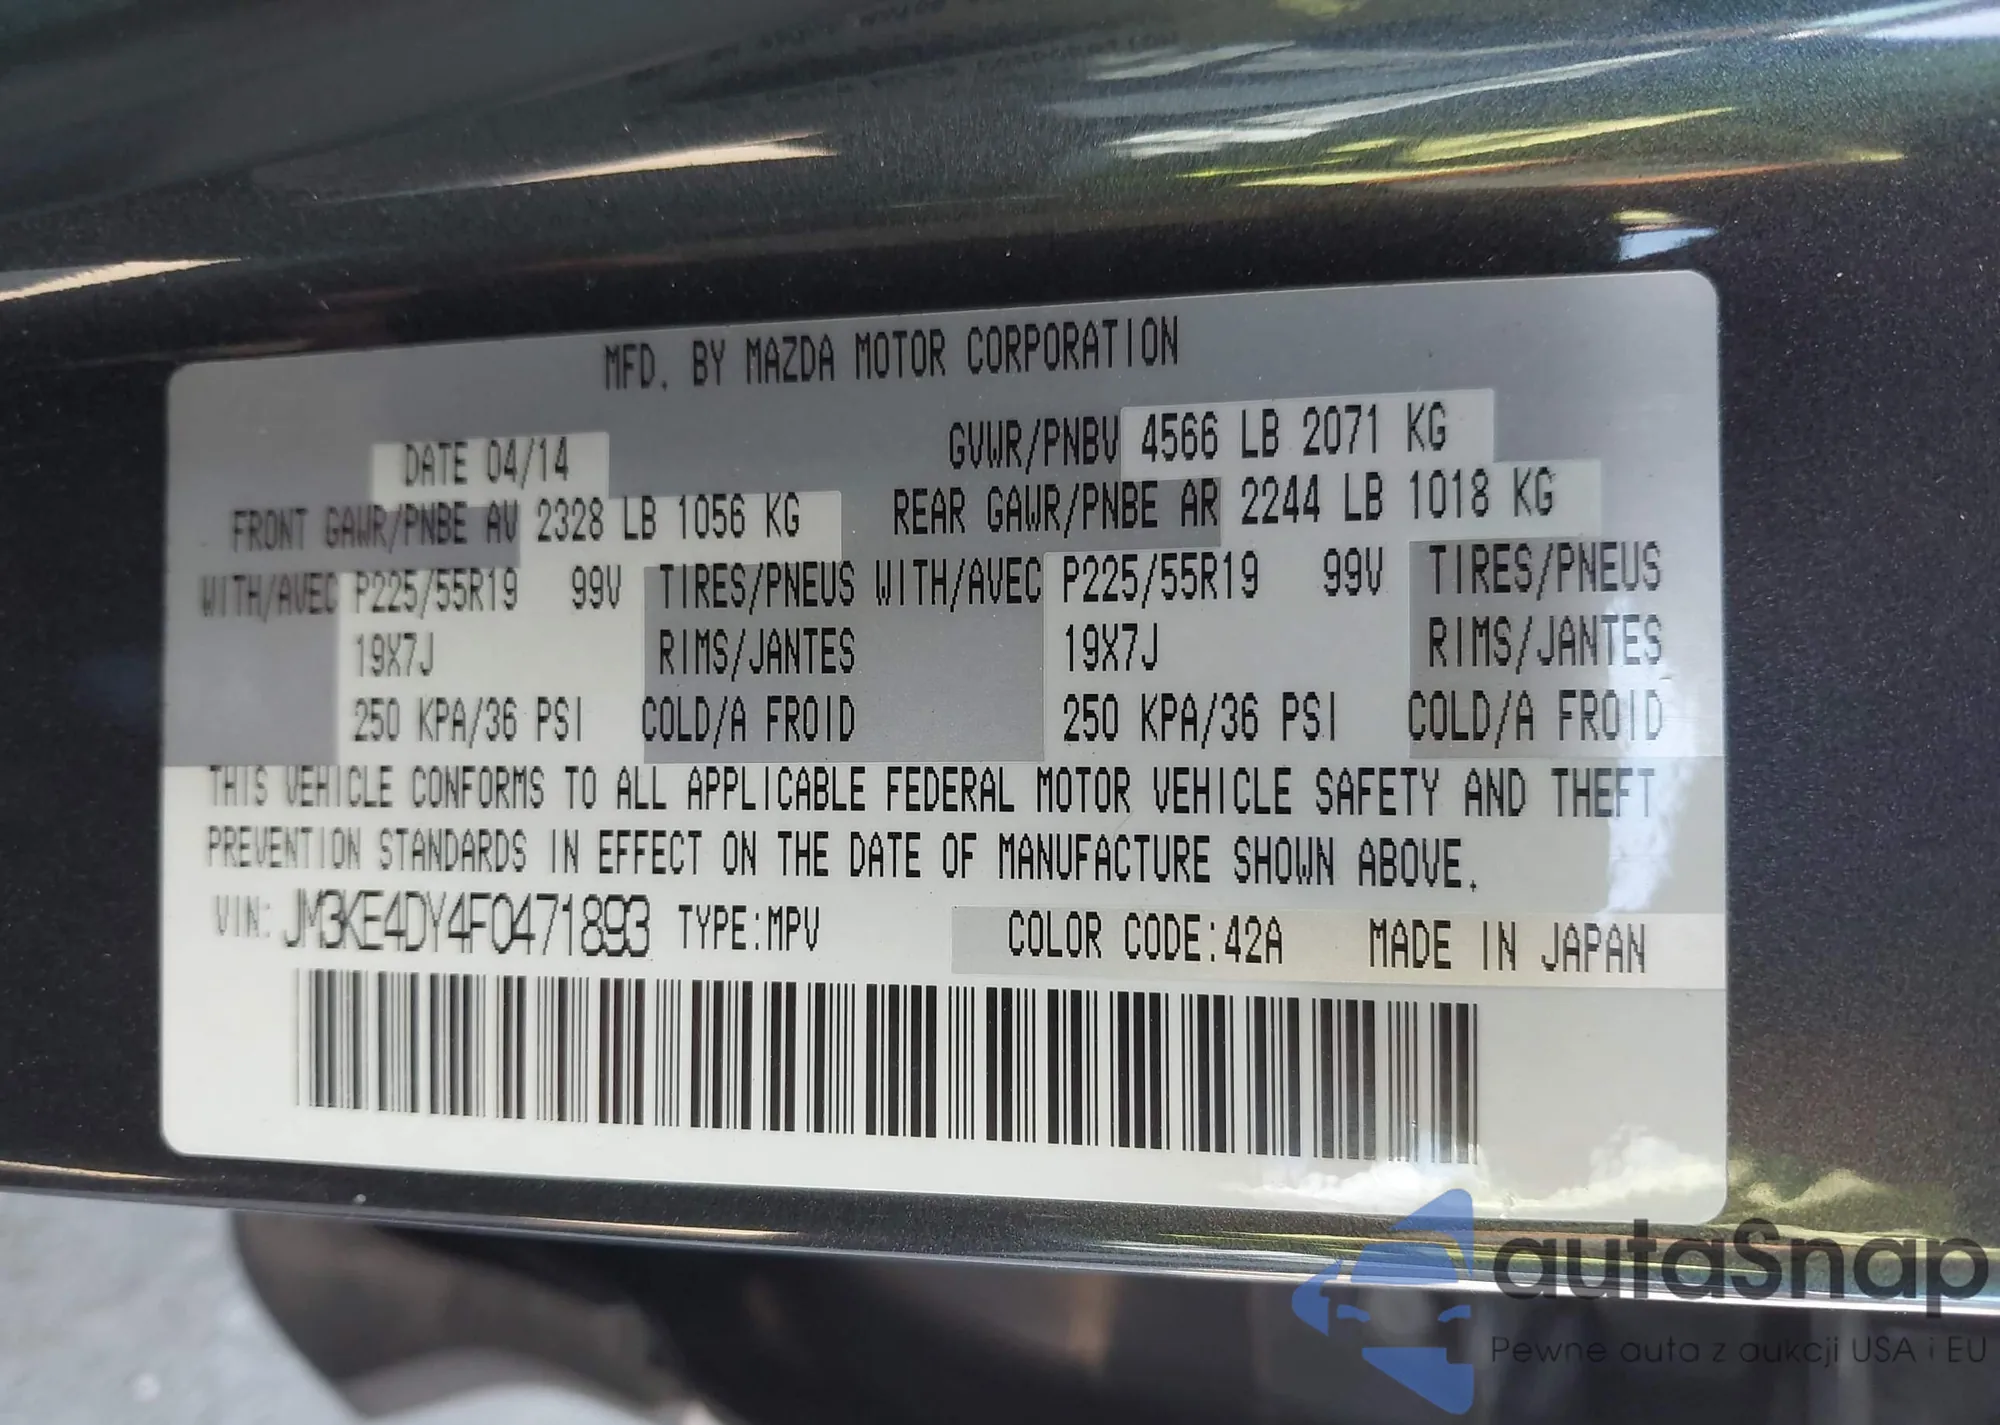 MFD. BY MAZDA MOTOR CORPORATION
DATE 04/14 GVWR/PNBV 4566 LB 2071 KG
FRONT GAWR/PNBE AV 2328 LB 1056 KG REAR GAWR/PNBE AR 2244 LB 1018 KG
WITH/AVEC P225/55R19 99V TIRES/PNEUS WITH/AVEC P225/55R19 99V TIRES/PNEUS
19X7J RIMS/JANTES 19X7J RIMS/JANTES
250 KPA/36 PSI COLD/A FROID 250 KPA/36 PSI COLD/A FROID
THIS VEHICLE CONFORMS TO ALL APPLICABLE FEDERAL MOTOR VEHICLE SAFETY AND THEFT
PREVENTION STANDARDS IN EFFECT ON THE DATE OF MANUFACTURE SHOWN ABOVE.
VIN: JM3KE4DY4F0471893 TYPE:MPV COLOR CODE:42A MADE IN JAPAN
autaSnap
Pewne auta z aukcji USA i EU